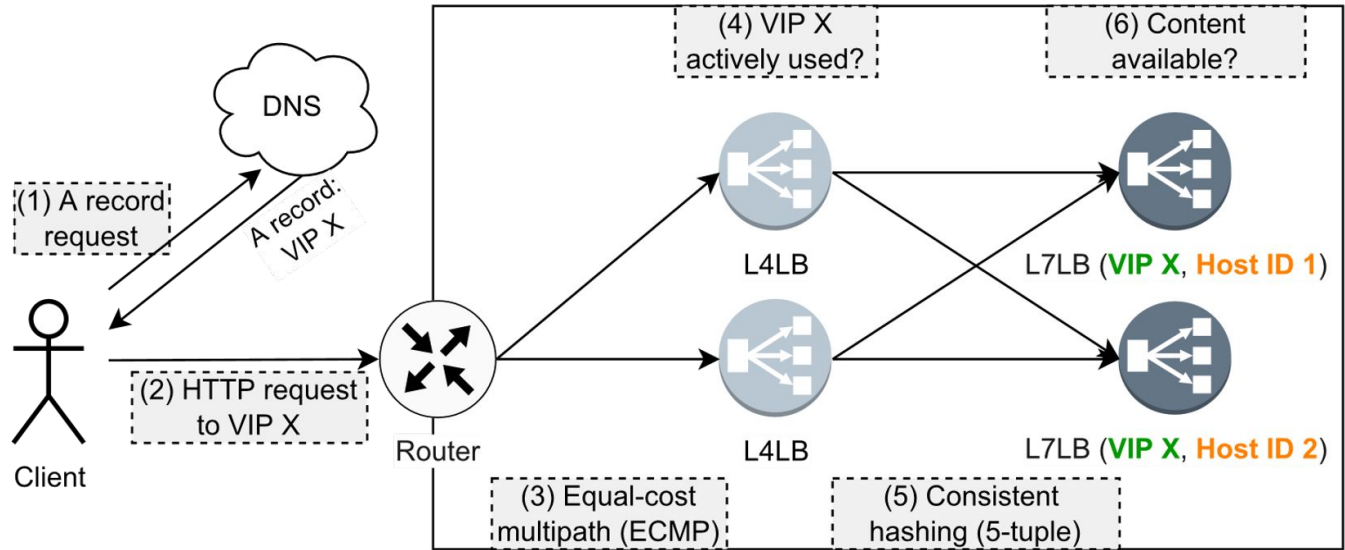 (4) VIP X
actively used?
(6) Content
available?
DNS
(1) A record
request
A record:
VIP X
L4LB
L7LB (VIP X, Host ID 1)
(2) HTTP request
to VIP X
Router
Client
L4LB
L7LB (VIP X, Host ID 2)
(3) Equal-cost
multipath (ECMP)
(5) Consistent
hashing (5-tuple)